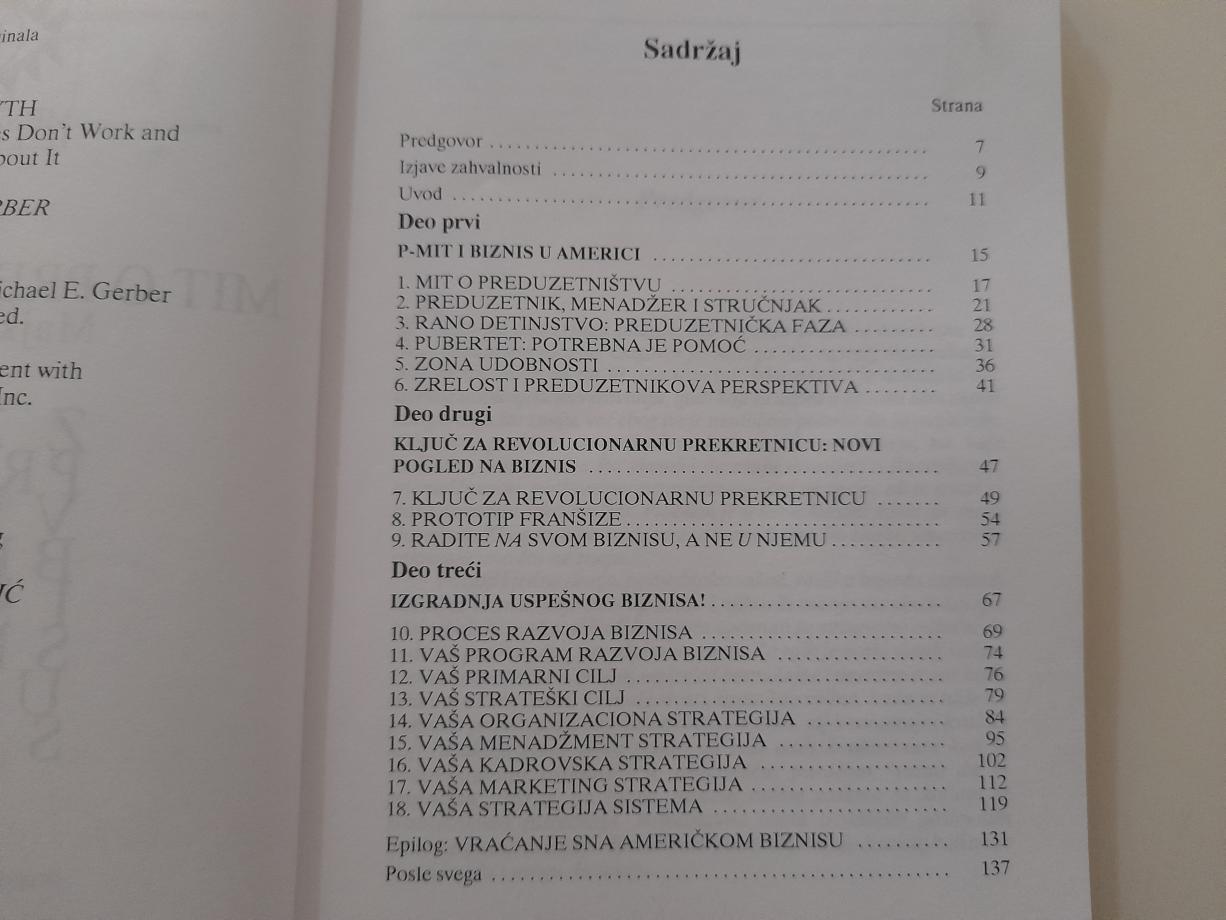 ginala
YTH
es Don't Work and
bout It
RBER
ichael E. Gerber
ed.
ent with
Inc.
g
IĆ
Sadržaj
Strana
Predgovor ........ 7
Izjave zahvalnosti ........ 9
Uvod ........ 11
Deo prvi
P-MIT I BIZNIS U AMERICI ........ 15
1. MIT O PREDUZETNIŠTVU ........ 17
2. PREDUZETNIK, MENADŽER I STRUČNJAK ........ 21
3. RANO DETINJSTVO: PREDUZETNIČKA FAZA ........ 28
4. PUBERTET: POTREBNA JE POMOĆ ........ 31
5. ZONA UDOBNOSTI ........ 36
6. ZRELOST I PREDUZETNIKOVA PERSPEKTIVA ........ 41
Deo drugi
KLJUČ ZA REVOLUCIONARNU PREKRETNICU: NOVI
POGLED NA BIZNIS ........ 47
7. KLJUČ ZA REVOLUCIONARNU PREKRETNICU ........ 49
8. PROTOTIP FRANŠIZE ........ 54
9. RADITE NA SVOM BIZNISU, A NE U NJEMU ........ 57
Deo treći
IZGRADNJA USPEŠNOG BIZNISA! ........ 67
10. PROCES RAZVOJA BIZNISA ........ 69
11. VAŠ PROGRAM RAZVOJA BIZNISA ........ 74
12. VAŠ PRIMARNI CILJ ........ 76
13. VAŠ STRATEŠKI CILJ ........ 79
14. VAŠA ORGANIZACIONA STRATEGIJA ........ 84
15. VAŠA MENADŽMENT STRATEGIJA ........ 95
16. VAŠA KADROVSKA STRATEGIJA ........ 102
17. VAŠA MARKETING STRATEGIJA ........ 112
18. VAŠA STRATEGIJA SISTEMA ........ 119
Epilog: VRAĆANJE SNA AMERIČKOM BIZNISU ........ 131
Posle svega ........ 137